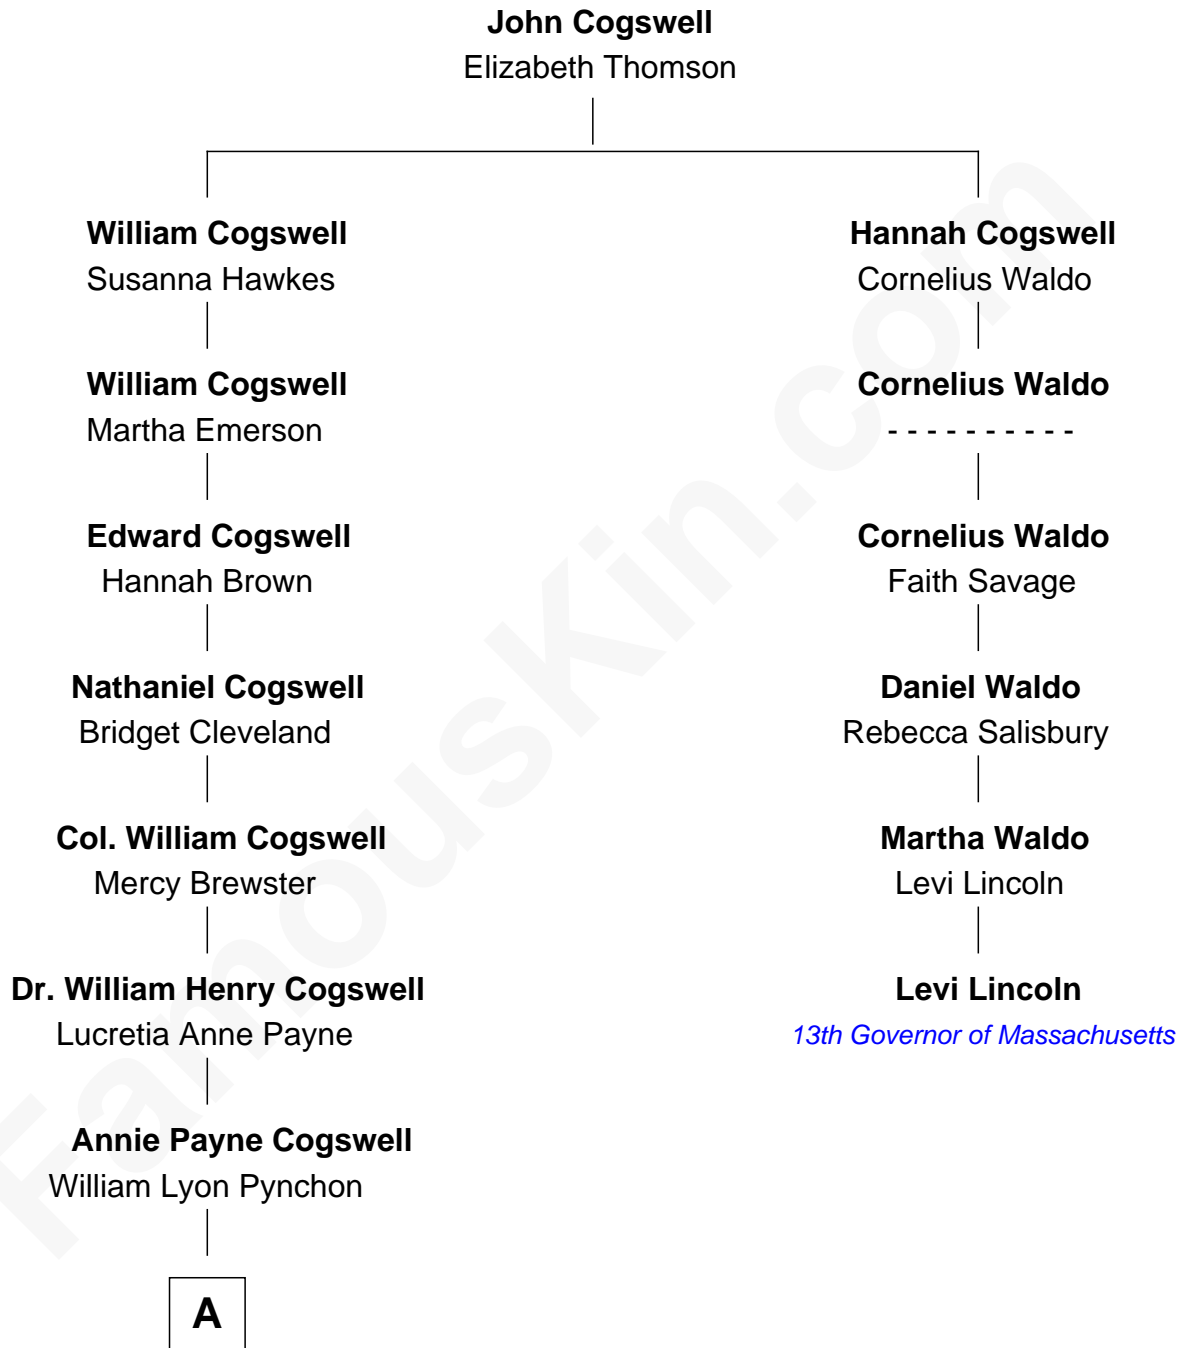 John Cogswell
Elizabeth Thomson
William Cogswell
Susanna Hawkes
William Cogswell
Martha Emerson
Edward Cogswell
Hannah Brown
Nathaniel Cogswell
Bridget Cleveland
Col. William Cogswell
Mercy Brewster
Dr. William Henry Cogswell
Lucretia Anne Payne
Annie Payne Cogswell
William Lyon Pynchon
A
Hannah Cogswell
Cornelius Waldo
Cornelius Waldo
- - - - - - - - - -
Cornelius Waldo
Faith Savage
Daniel Waldo
Rebecca Salisbury
Martha Waldo
Levi Lincoln
Levi Lincoln
13th Governor of Massachusetts
FamousKin.com